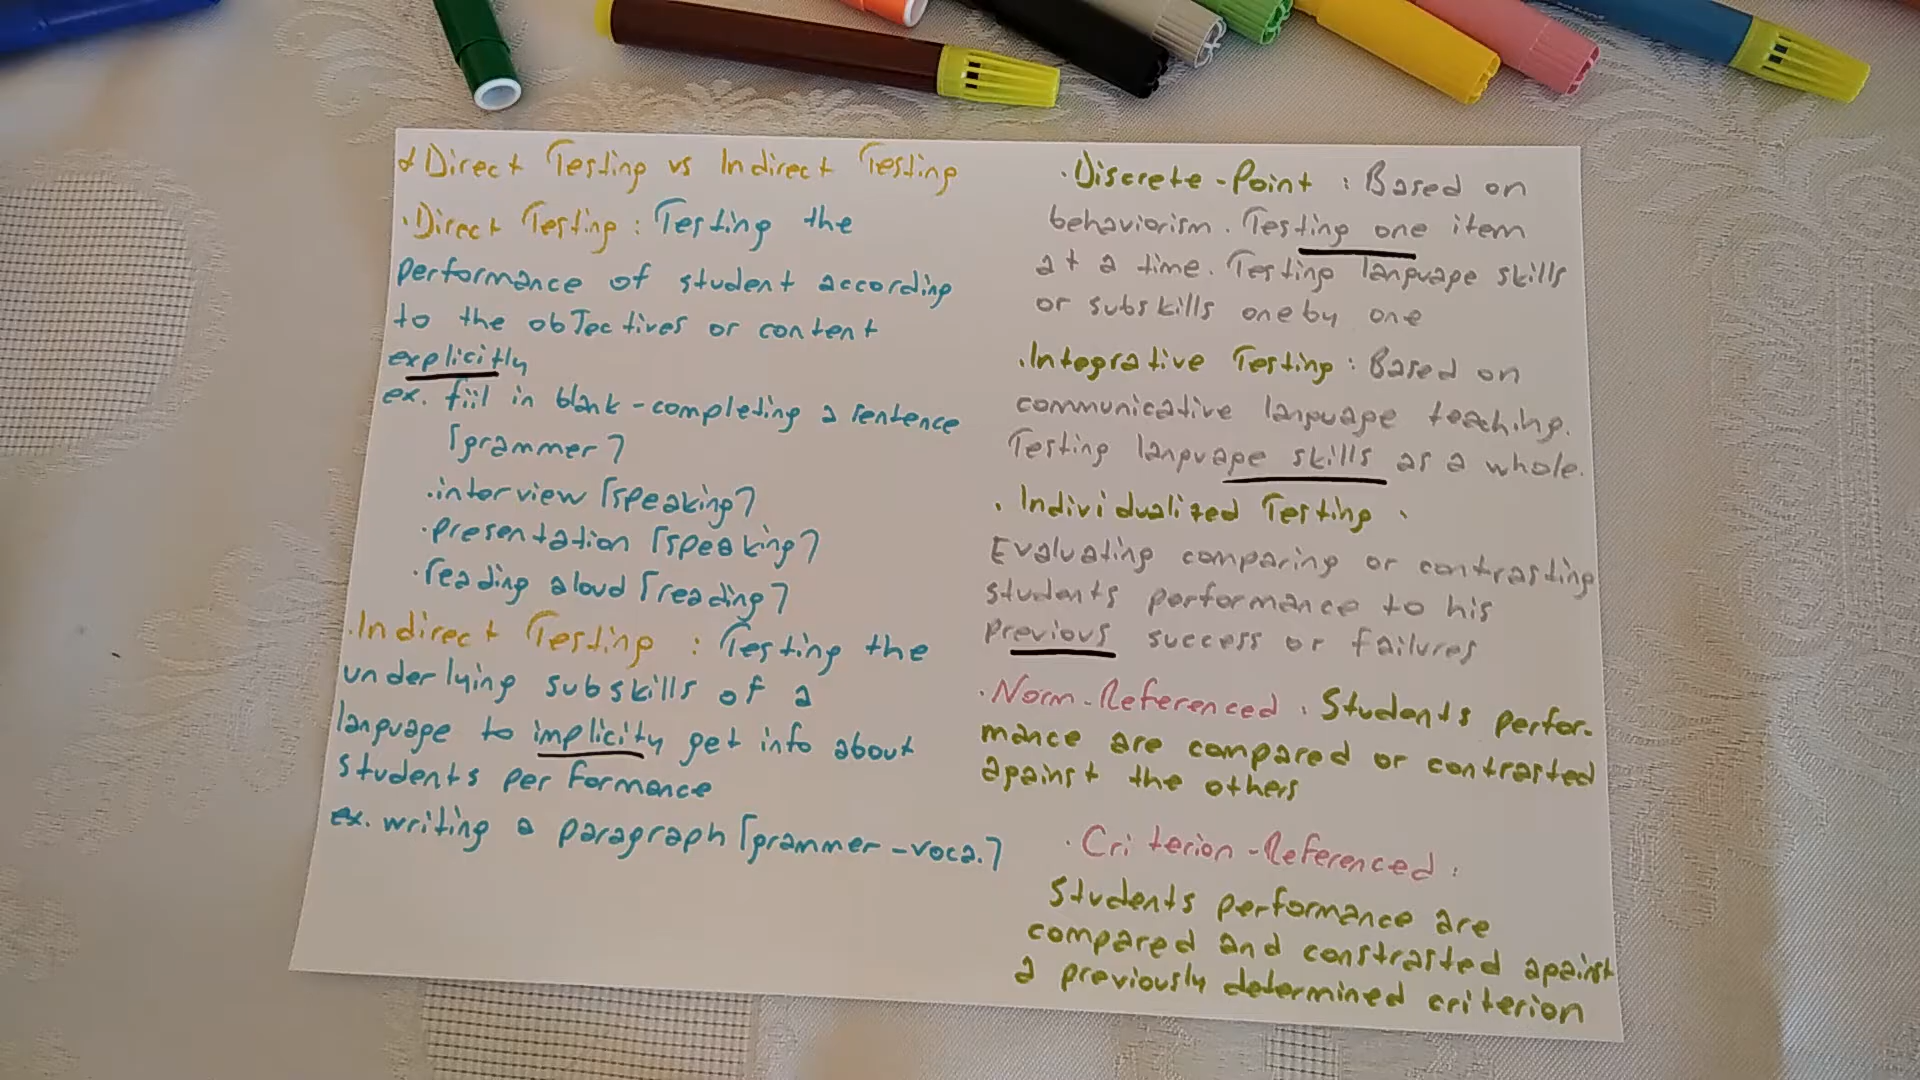 Direct Testing vs Indirect Testing
.Direct Testing : Testing the
performance of student according
to the obJectives or content
explicitly
ex. fiil in blank-completing a sentence
[grammer]
.interview [speaking]
.presentation [speaking]
.reading aloud [reading]
.Indirect Testing : Testing the
underlying subskills of a
language to implicity get info about
students performance
ex. writing a paragraph [grammer-voca.]
.Discrete-Point : Based on
behaviorism. Testing one item
at a time. Testing language skills
or subskills one by one
.Integrative Testing : Based on
communicative language teaching.
Testing language skills as a whole.
. Individualized Testing .
Evaluating comparing or contrasting
students performance to his
previous success or failures
.Norm-Referenced : Students perfor-
mance are compared or contrasted
against the others
.Criterion-Referenced :
Students performance are
compared and constrasted against
a previously determined criterion